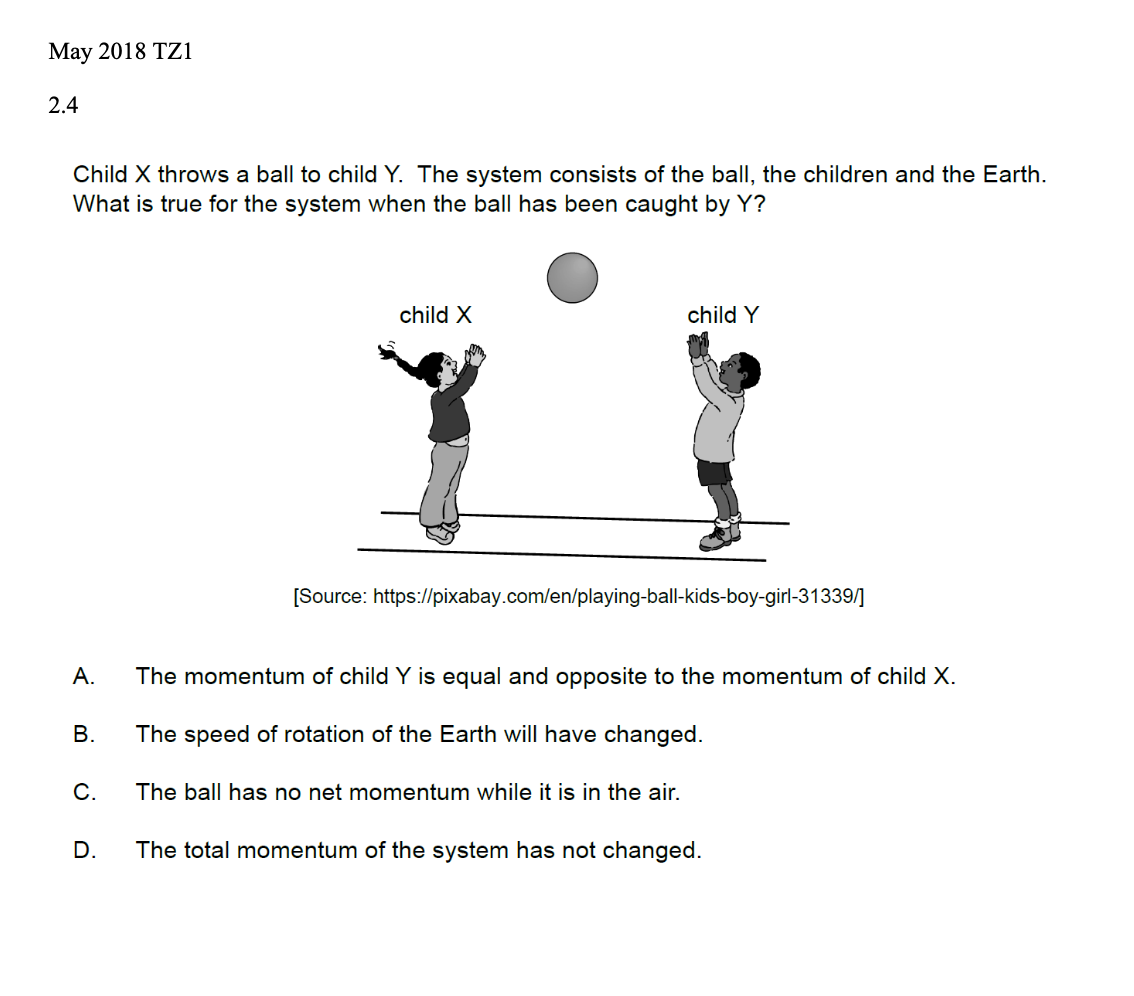 May 2018 TZ1
2.4
Child X throws a ball to child Y. The system consists of the ball, the children and the Earth.
What is true for the system when the ball has been caught by Y?
child X
child Y
[Source: https://pixabay.com/en/playing-ball-kids-boy-girl-31339/]
A. The momentum of child Y is equal and opposite to the momentum of child X.
B. The speed of rotation of the Earth will have changed.
C. The ball has no net momentum while it is in the air.
D. The total momentum of the system has not changed.